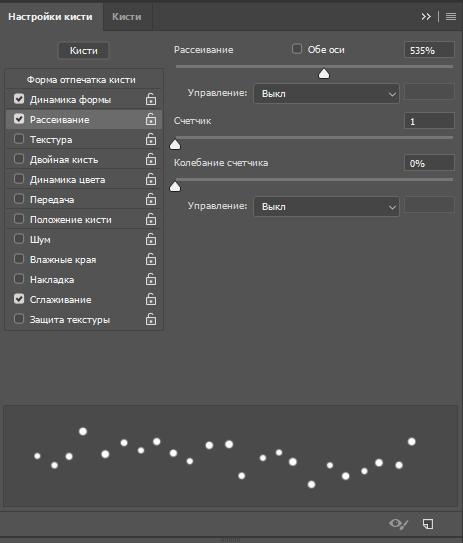 Настройки кисти Кисти
Кисти
Рассеивание Обе оси 535%
Форма отпечатка кисти
Динамика формы
Управление: Выкл
Рассеивание
Счетчик 1
Текстура
Двойная кисть
Колебание счетчика 0%
Динамика цвета
Передача
Управление: Выкл
Положение кисти
Шум
Влажные края
Накладка
Сглаживание
Защита текстуры